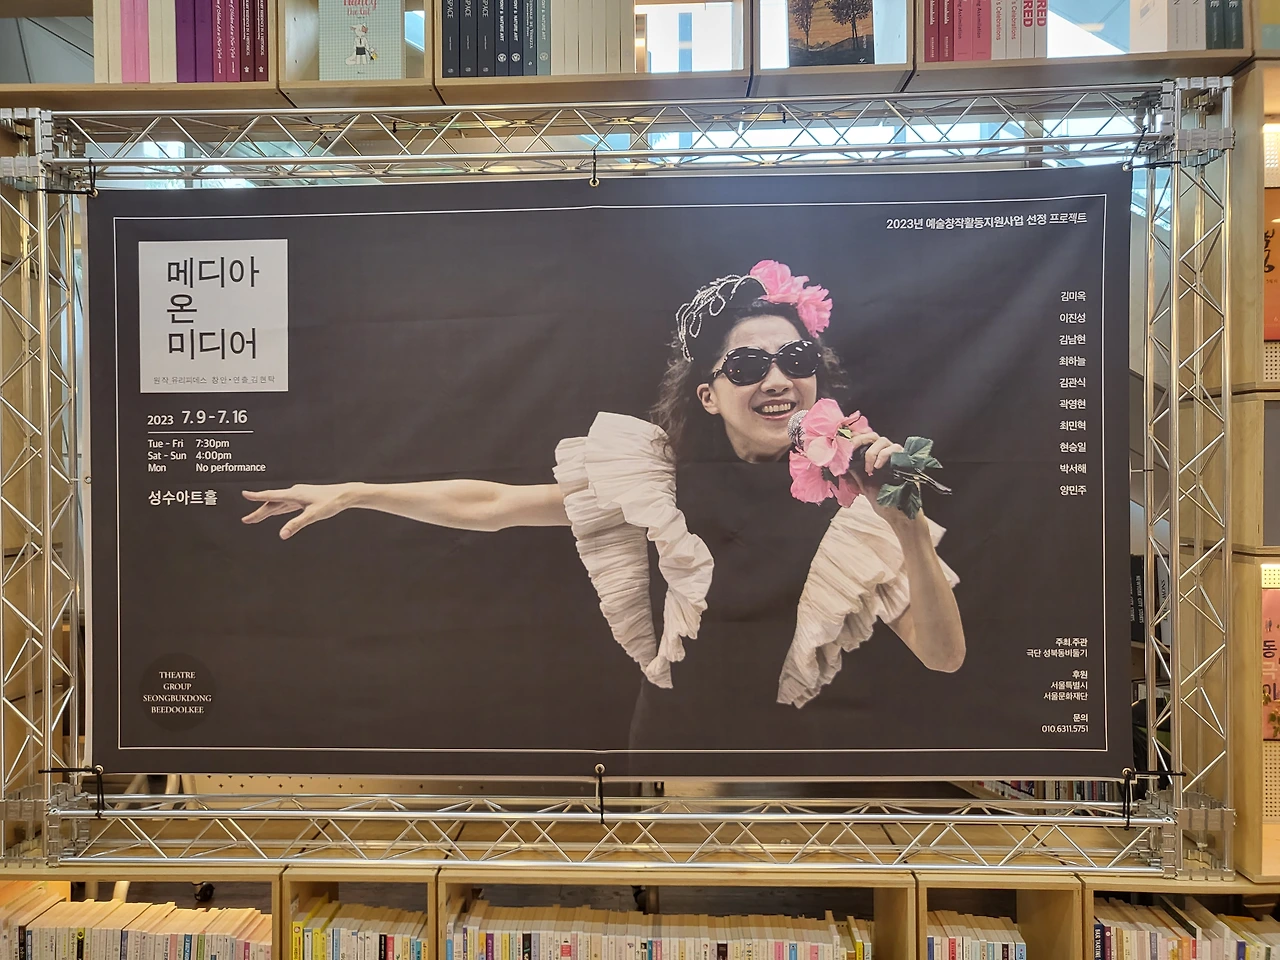 메디아
온
미디어
원작_유리피데스 창안•연출_김현탁
2023 7.9 - 7.16
Tue - Fri 7:30pm
Sat - Sun 4:00pm
Mon No performance
성수아트홀
THEATRE
GROUP
SEONGBUKDONG
BEEDOOLKEE
2023년 예술창작활동지원사업 선정 프로젝트
김미옥
이진성
김남현
최하늘
김관식
곽영현
최민혁
현승일
박서해
양민주
주최.주관
극단 성북동비둘기
후원
서울특별시
서울문화재단
문의
010.6311.5751